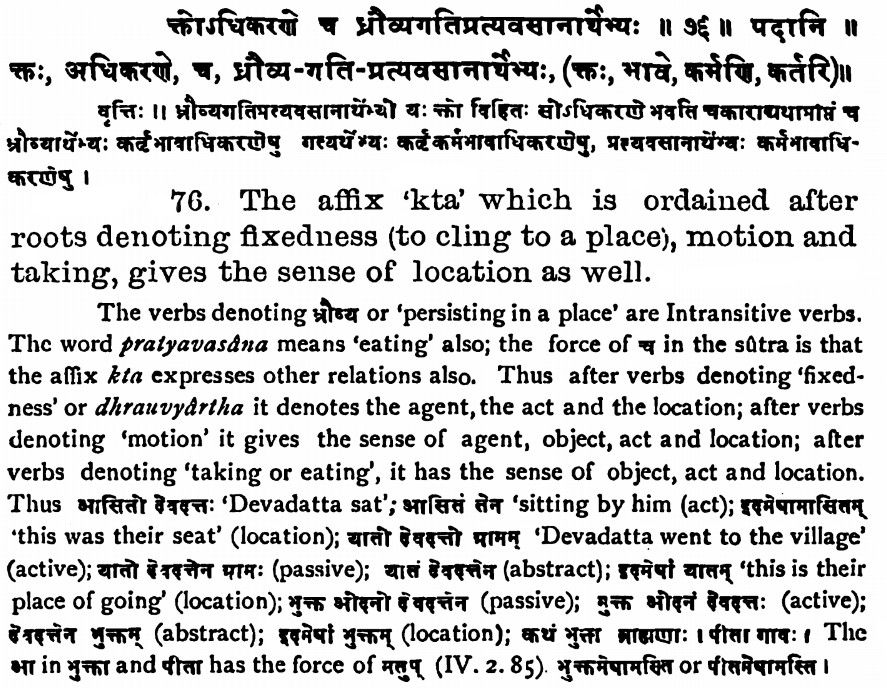 क्तोऽधिकरणे च ध्रौव्यगतिप्रत्यवसानार्थेभ्यः ॥ ७६ ॥ पदानि ॥
क्तः, अधिकरणे, च, ध्रौव्य-गति-प्रत्यवसानार्थेभ्यः, (क्तः, भावे, कर्मणि, कर्तरि)॥
वृत्तिः ।। ध्रौव्यगतिप्रत्यवसानार्थेभ्यो यः क्तो विहितः सोऽधिकरणे भवति चकाराद्यथाप्राप्तं च
ध्रौव्यार्थेभ्यः कर्तृभावाधिकरणेषु गत्यर्थेभ्यः कर्तृकर्मभावाधिकरणेषु, प्रत्यवसानार्थेभ्यः कर्मभावाधि-
करणेषु ।
76. The affix 'kta' which is ordained after
roots denoting fixedness (to cling to a place), motion and
taking, gives the sense of location as well.
The verbs denoting ध्रौव्य or 'persisting in a place' are Intransitive verbs.
The word pratyavasâna means 'eating' also; the force of च in the sûtra is that
the affix kta expresses other relations also. Thus after verbs denoting 'fixed-
ness' or dhrauvyârtha it denotes the agent, the act and the location; after verbs
denoting 'motion' it gives the sense of agent, object, act and location; after
verbs denoting 'taking or eating', it has the sense of object, act and location.
Thus आसितो देवदत्तः 'Devadatta sat'; आसितं तेन 'sitting by him (act); इदमेषामासितम्
'this was their seat' (location); यातो देवदत्तो ग्रामम् 'Devadatta went to the village'
(active); यातो देवदत्तेन ग्रामः (passive); यातं देवदत्तेन (abstract); इदमेषां यातम् 'this is their
place of going' (location); भुक्त ओदनो देवदत्तेन (passive); भुक्त ओदनं देवदत्तः (active);
देवदत्तेन भुक्तम् (abstract); इदमेषां भुक्तम् (location); कथं भुक्ता ब्राह्मणाः । पीता गावः । The
आ in भुक्ता and पीता has the force of मतुप् (IV. 2. 85). भुक्तमेषामस्ति or पीतमेषामस्ति ।